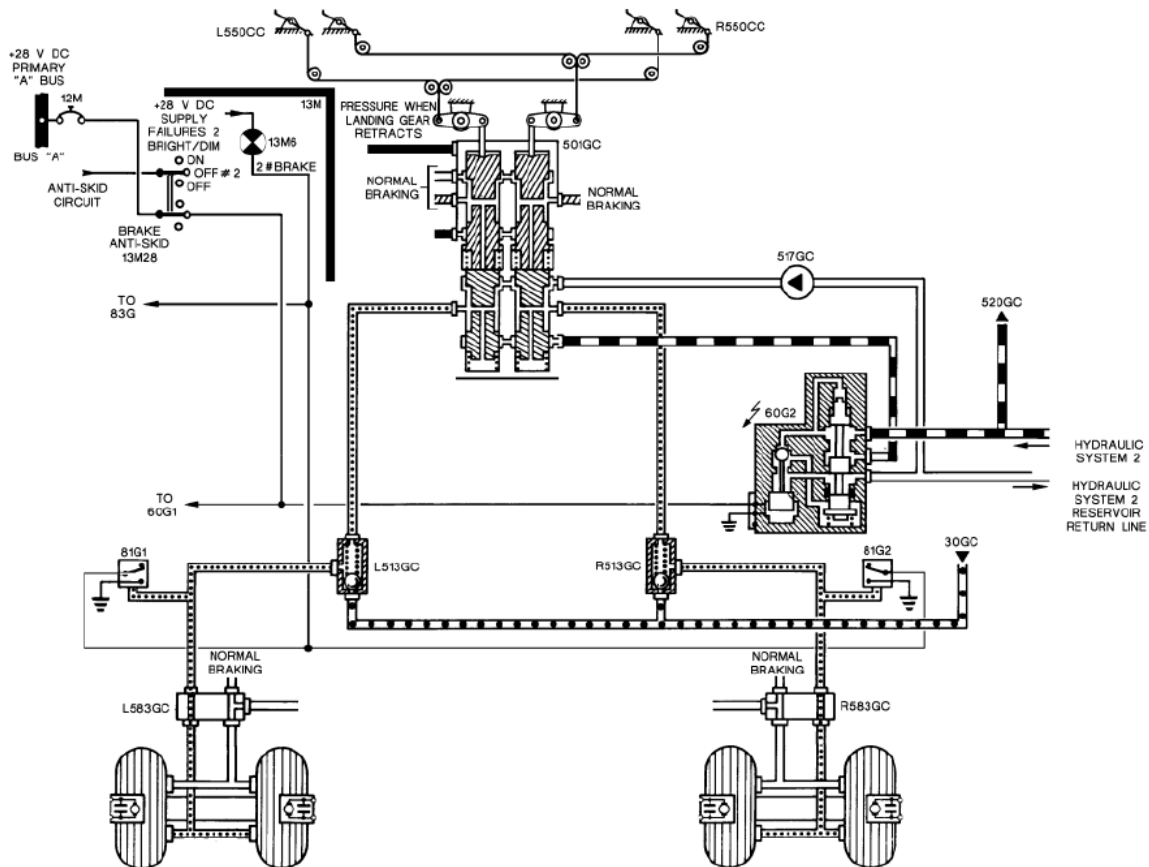 L550CC
R550CC
+28 V DC
PRIMARY
"A" BUS
12M
BUS "A"
+28 V DC
SUPPLY
FAILURES 2
BRIGHT/DIM
13M
13M6
2 # BRAKE
ON
OFF # 2
OFF
ANTI-SKID
CIRCUIT
BRAKE
ANTI-SKID
13M28
PRESSURE WHEN
LANDING GEAR
RETRACTS
501GC
NORMAL
BRAKING
NORMAL
BRAKING
517GC
TO
83G
520GC
60G2
HYDRAULIC
SYSTEM 2
HYDRAULIC
SYSTEM 2
RESERVOIR
RETURN LINE
TO
60G1
81G1
L513GC
R513GC
81G2
30GC
NORMAL
BRAKING
NORMAL
BRAKING
L583GC
R583GC